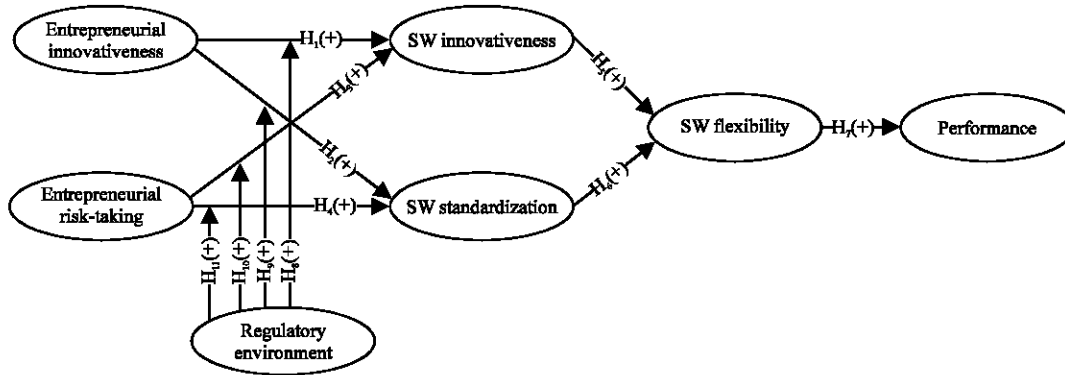 Entrepreneurial
innovativeness
H₁(+)
SW innovativeness
H₃(+)
H₅(+)
SW flexibility
H₇(+)
Performance
H₂(+)
H₆(+)
Entrepreneurial
risk-taking
H₄(+)
SW standardization
H₁₁(+)
H₁₀(+)
H₉(+)
H₈(+)
Regulatory
environment